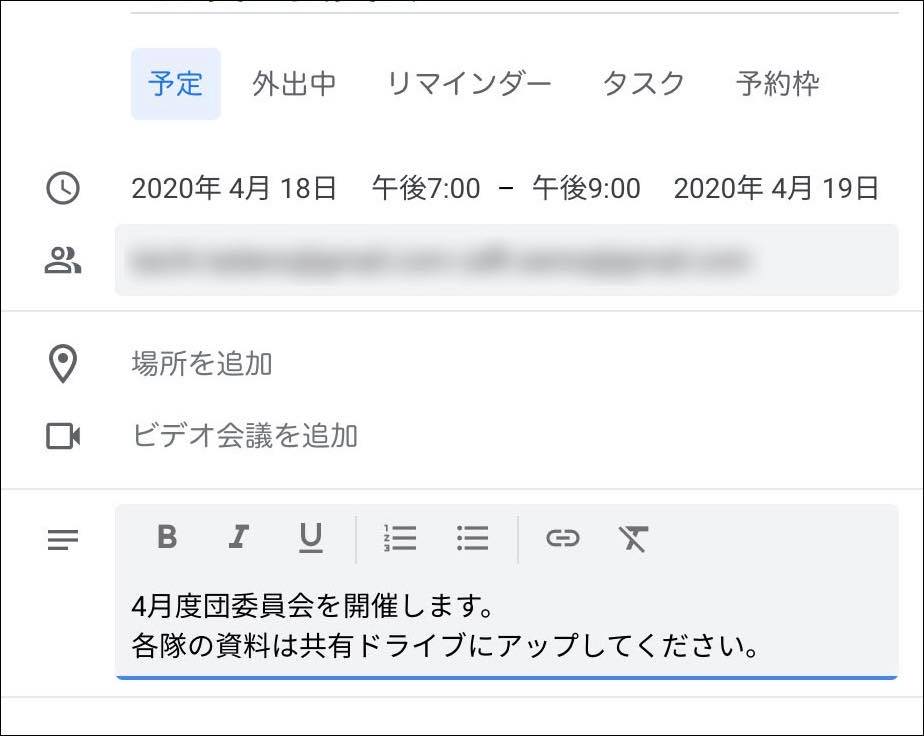 予定 外出中 リマインダー タスク 予約枠
2020年 4月 18日 午後7:00 – 午後9:00 2020年 4月 19日
場所を追加
ビデオ会議を追加
B I U
4月度団委員会を開催します。
各隊の資料は共有ドライブにアップしてください。